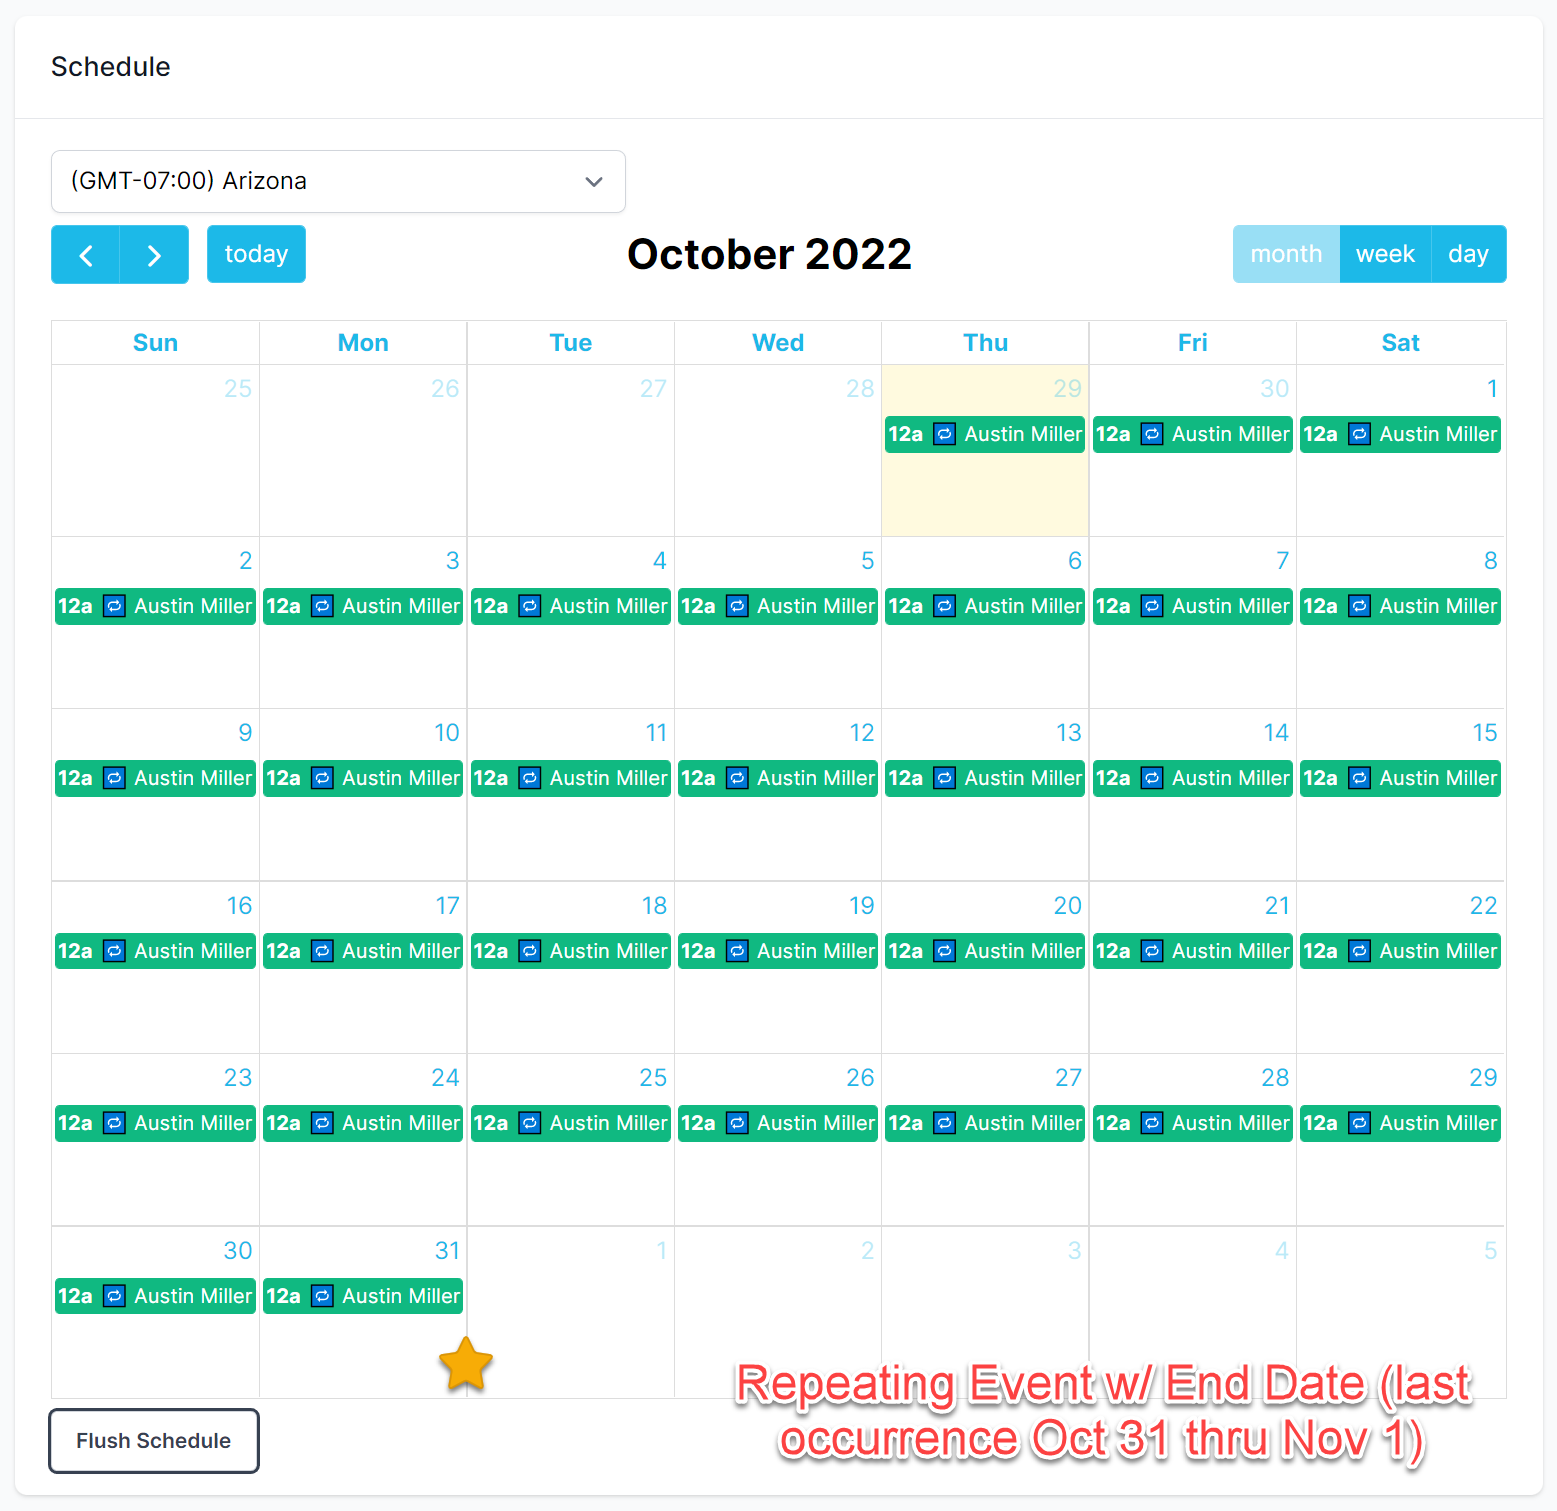 Schedule
(GMT-07:00) Arizona
today
October 2022
month week day
Sun Mon Tue Wed Thu Fri Sat
25 26 27 28 29 30 1
12a Austin Miller 12a Austin Miller 12a Austin Miller
2 3 4 5 6 7 8
12a Austin Miller 12a Austin Miller 12a Austin Miller 12a Austin Miller 12a Austin Miller 12a Austin Miller 12a Austin Miller
9 10 11 12 13 14 15
12a Austin Miller 12a Austin Miller 12a Austin Miller 12a Austin Miller 12a Austin Miller 12a Austin Miller 12a Austin Miller
16 17 18 19 20 21 22
12a Austin Miller 12a Austin Miller 12a Austin Miller 12a Austin Miller 12a Austin Miller 12a Austin Miller 12a Austin Miller
23 24 25 26 27 28 29
12a Austin Miller 12a Austin Miller 12a Austin Miller 12a Austin Miller 12a Austin Miller 12a Austin Miller 12a Austin Miller
30 31 1 2 3 4 5
12a Austin Miller 12a Austin Miller
Repeating Event w/ End Date (last
occurrence Oct 31 thru Nov 1)
Flush Schedule